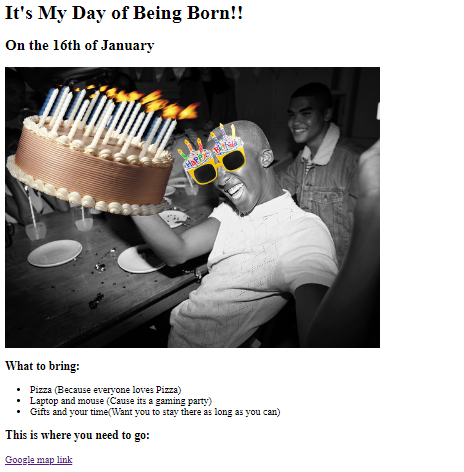 It's My Day of Being Born!!
On the 16th of January
HAPPY Birthday
What to bring:
Pizza (Because everyone loves Pizza)
Laptop and mouse (Cause its a gaming party)
Gifts and your time(Want you to stay there as long as you can)
This is where you need to go:
Google map link